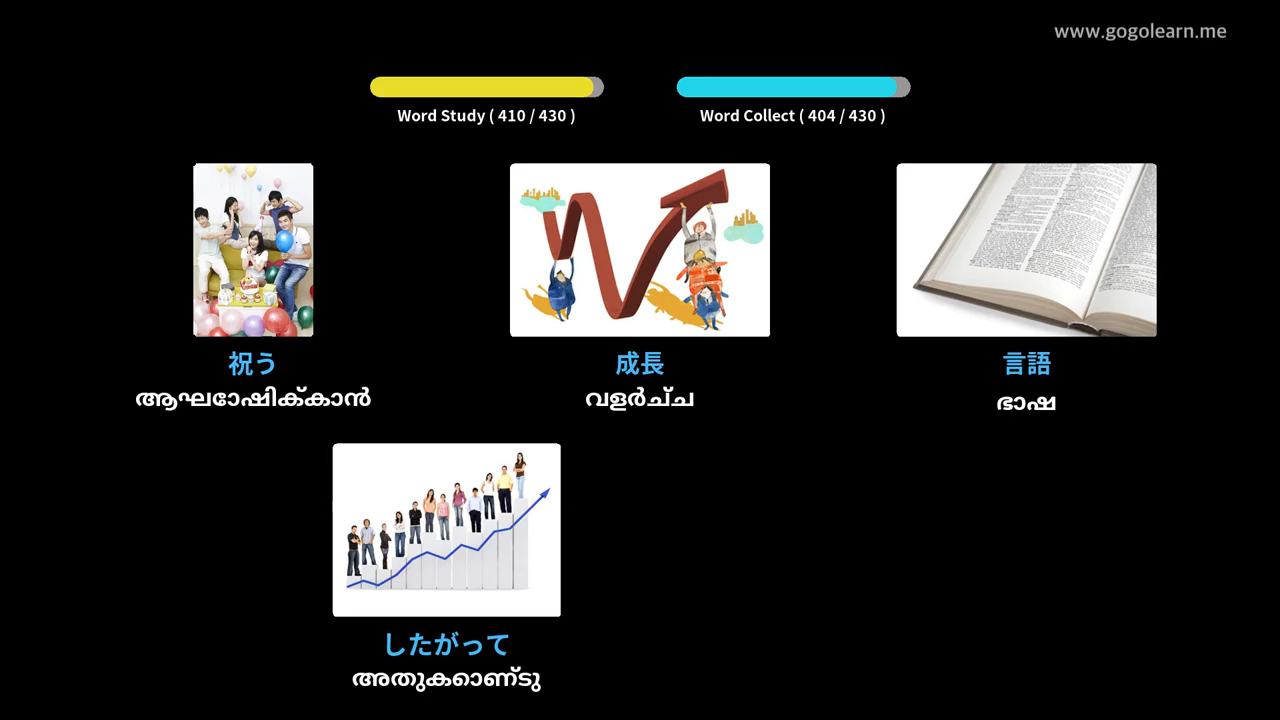 www.gogolearn.me
Word Study ( 410 / 430 )
Word Collect ( 404 / 430 )
祝う
ആഘോഷിക്കാൻ
成長
വളർച്ച
言語
ഭാഷ
したがって
അതുകൊണ്ടു